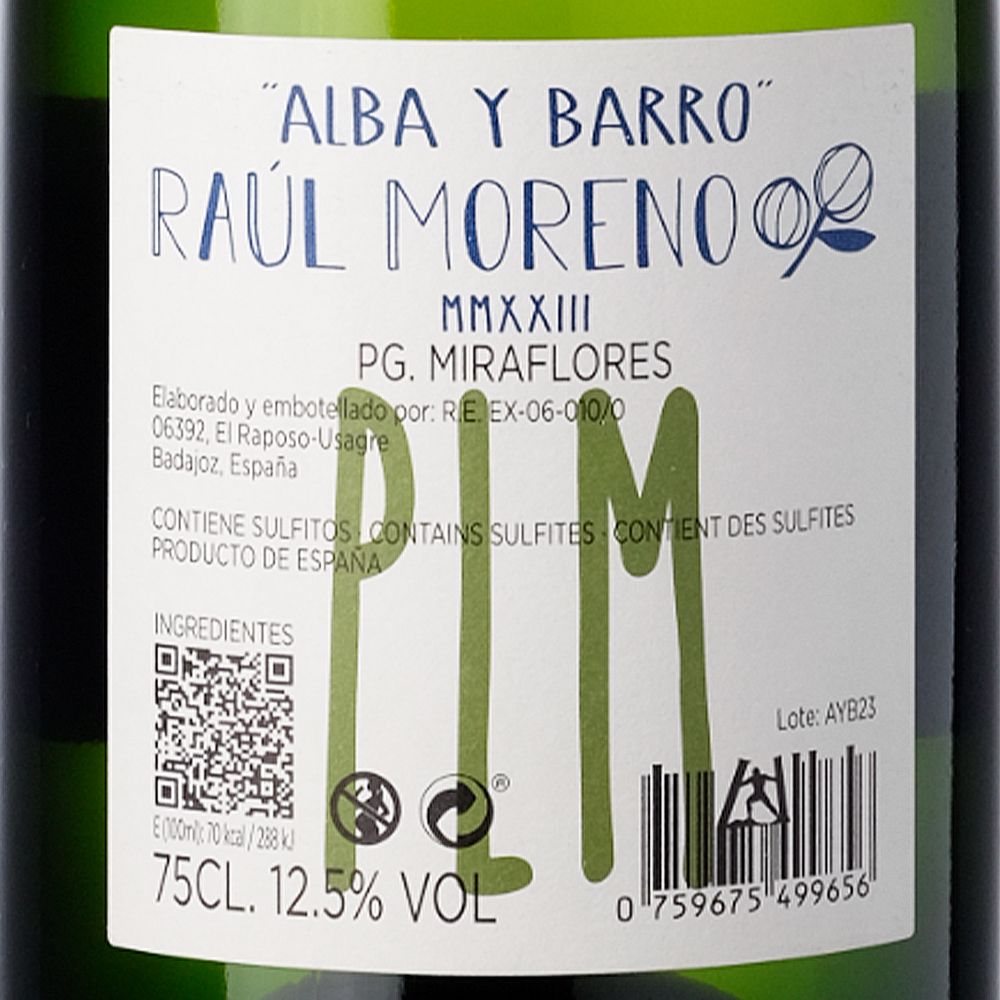 "ALBA Y BARRO"
RAÚL MORENO
MMXXIII
PG. MIRAFLORES
Elaborado y embotellado por: R.E. EX-06-010/0
06392, El Raposo-Usagre
Badajoz, España
CONTIENE SULFITOS · CONTAINS SULFITES · CONTIENT DES SULFITES
PRODUCTO DE ESPAÑA
PLM
INGREDIENTES
Lote: AYB23
E (100ml): 70 kcal / 288 kJ
®
75CL. 12.5% VOL
0 759675 499656